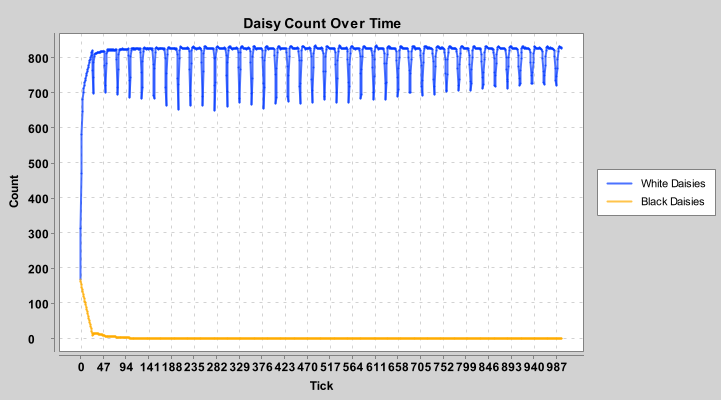 Daisy Count Over Time
Count
800
700
600
500
400
300
200
100
0
0 47 94 141 188 235 282 329 376 423 470 517 564 611 658 705 752 799 846 893 940 987
Tick
White Daisies
Black Daisies